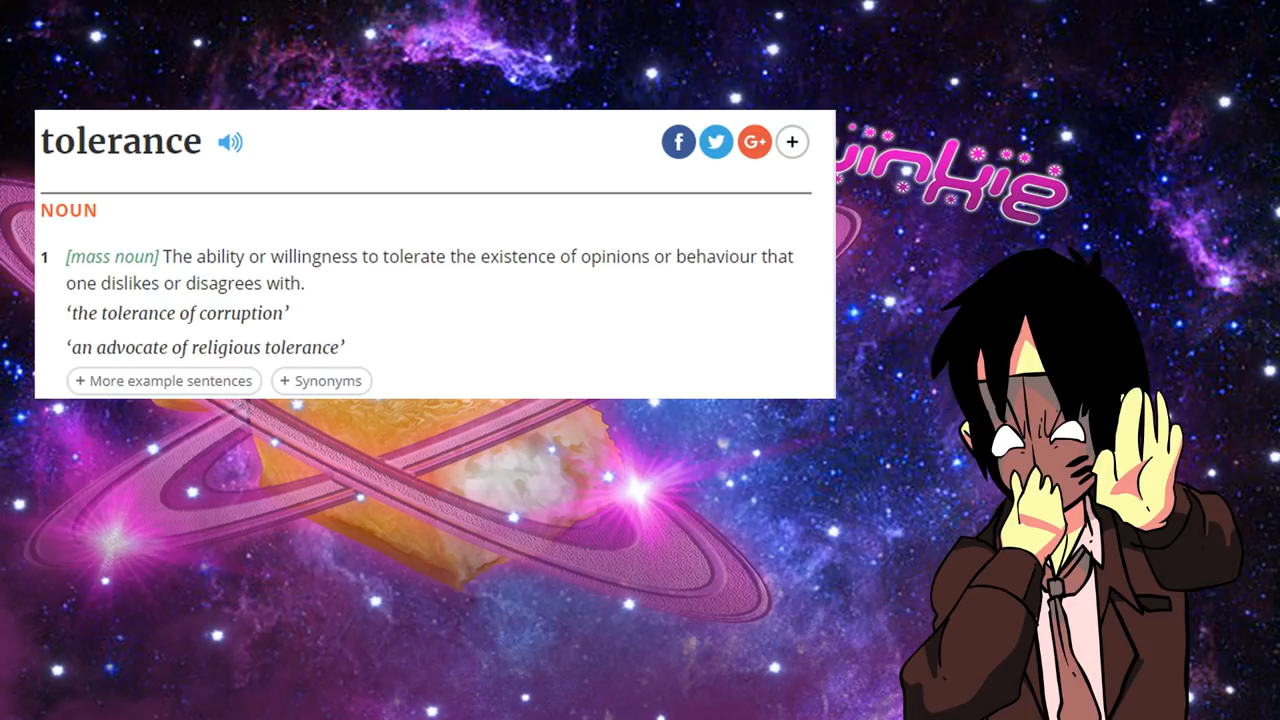 tolerance
NOUN
1 [mass noun] The ability or willingness to tolerate the existence of opinions or behaviour that
one dislikes or disagrees with.
‘the tolerance of corruption’
‘an advocate of religious tolerance’
+ More example sentences + Synonyms
f G+ +